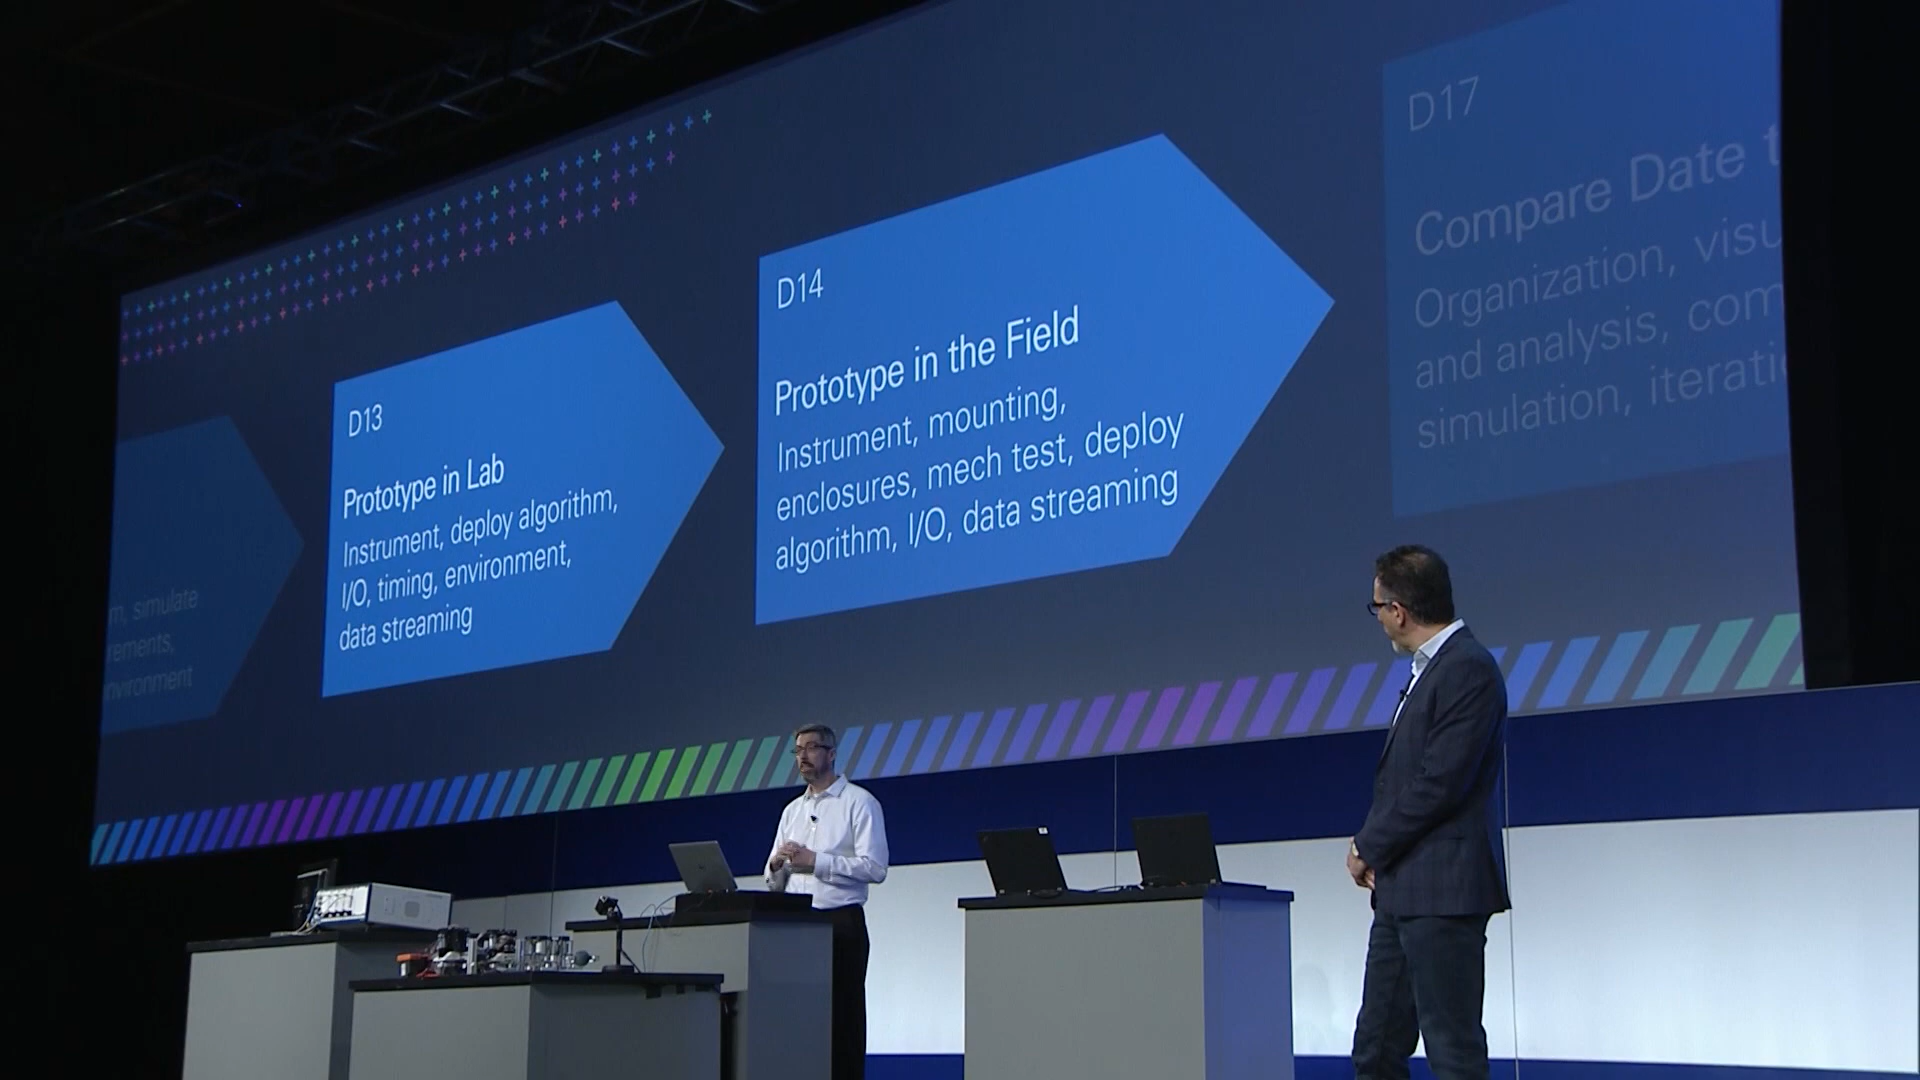 simulate
D13
Prototype in Lab
Instrument, deploy algorithm,
I/O, timing, environment,
data streaming
D14
Prototype in the Field
Instrument, mounting,
enclosures, mech test, deploy
algorithm, I/O, data streaming
D17
Compare Date t
Organization, visu
and analysis, com
simulation, iterati